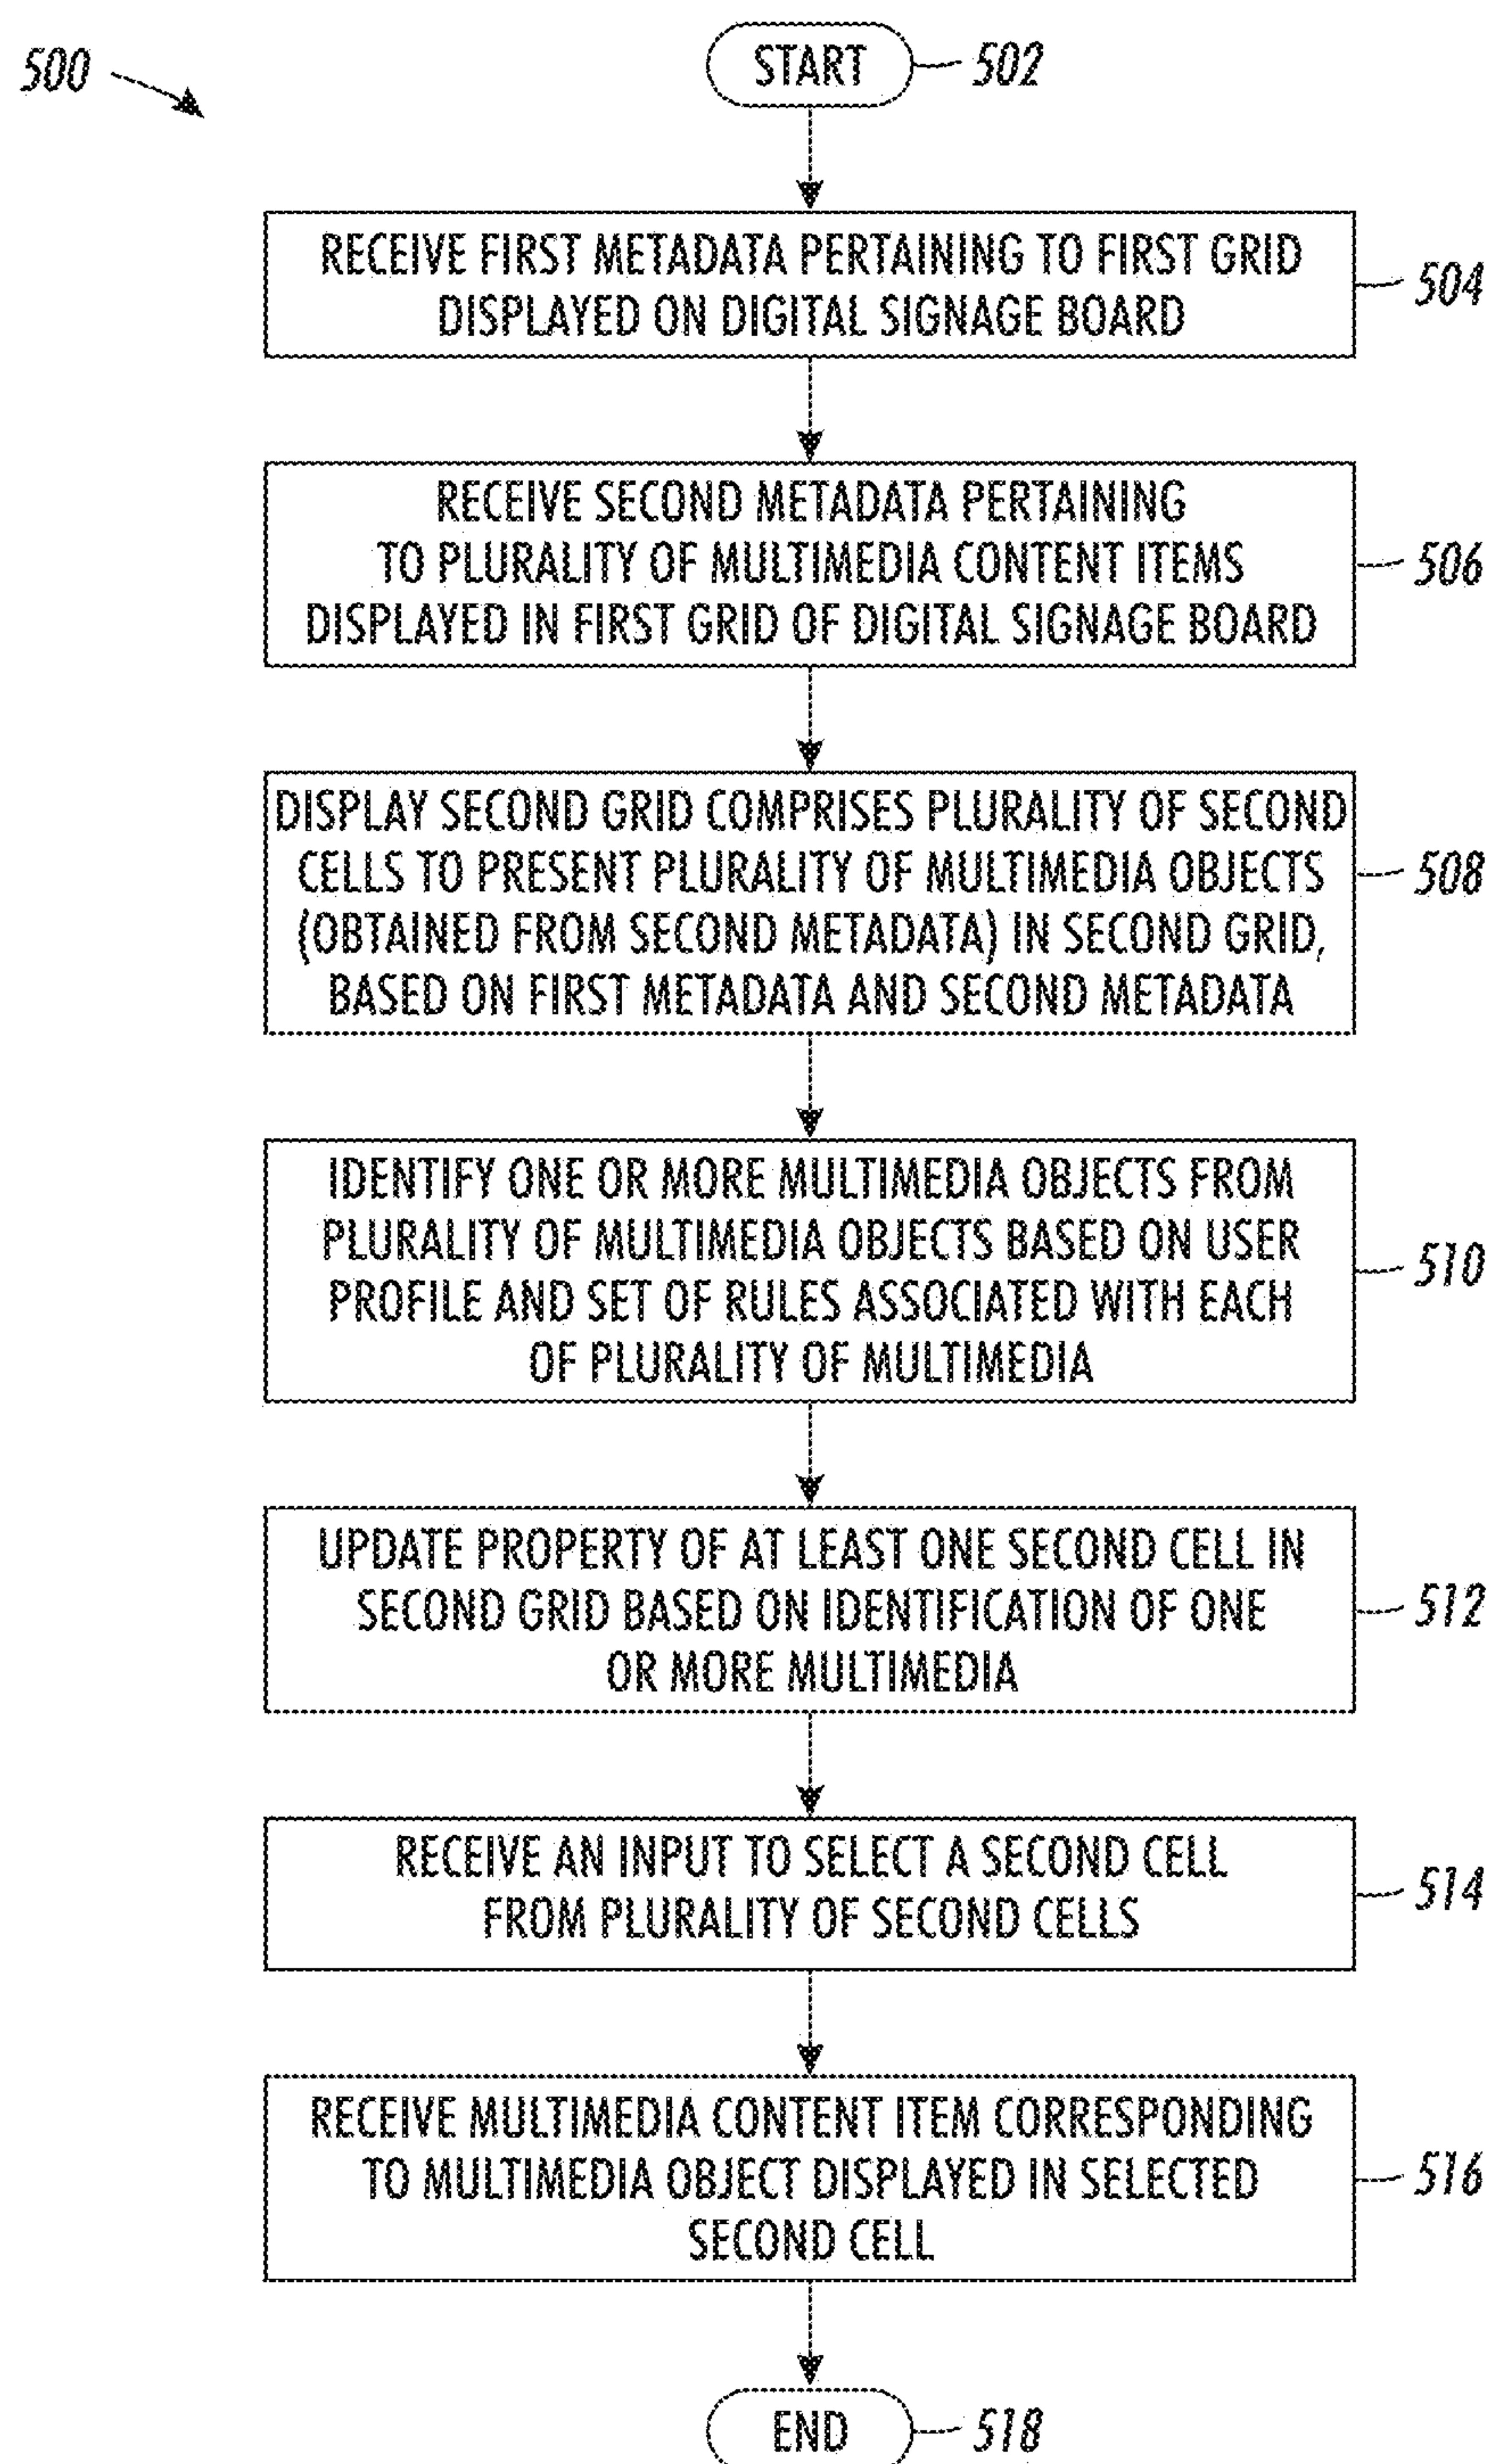 500
START
502
RECEIVE FIRST METADATA PERTAINING TO FIRST GRID
DISPLAYED ON DIGITAL SIGNAGE BOARD
504
RECEIVE SECOND METADATA PERTAINING
TO PLURALITY OF MULTIMEDIA CONTENT ITEMS
DISPLAYED IN FIRST GRID OF DIGITAL SIGNAGE BOARD
506
DISPLAY SECOND GRID COMPRISES PLURALITY OF SECOND
CELLS TO PRESENT PLURALITY OF MULTIMEDIA OBJECTS
(OBTAINED FROM SECOND METADATA) IN SECOND GRID,
BASED ON FIRST METADATA AND SECOND METADATA
508
IDENTIFY ONE OR MORE MULTIMEDIA OBJECTS FROM
PLURALITY OF MULTIMEDIA OBJECTS BASED ON USER
PROFILE AND SET OF RULES ASSOCIATED WITH EACH
OF PLURALITY OF MULTIMEDIA
510
UPDATE PROPERTY OF AT LEAST ONE SECOND CELL IN
SECOND GRID BASED ON IDENTIFICATION OF ONE
OR MORE MULTIMEDIA
512
RECEIVE AN INPUT TO SELECT A SECOND CELL
FROM PLURALITY OF SECOND CELLS
514
RECEIVE MULTIMEDIA CONTENT ITEM CORRESPONDING
TO MULTIMEDIA OBJECT DISPLAYED IN SELECTED
SECOND CELL
516
END
518